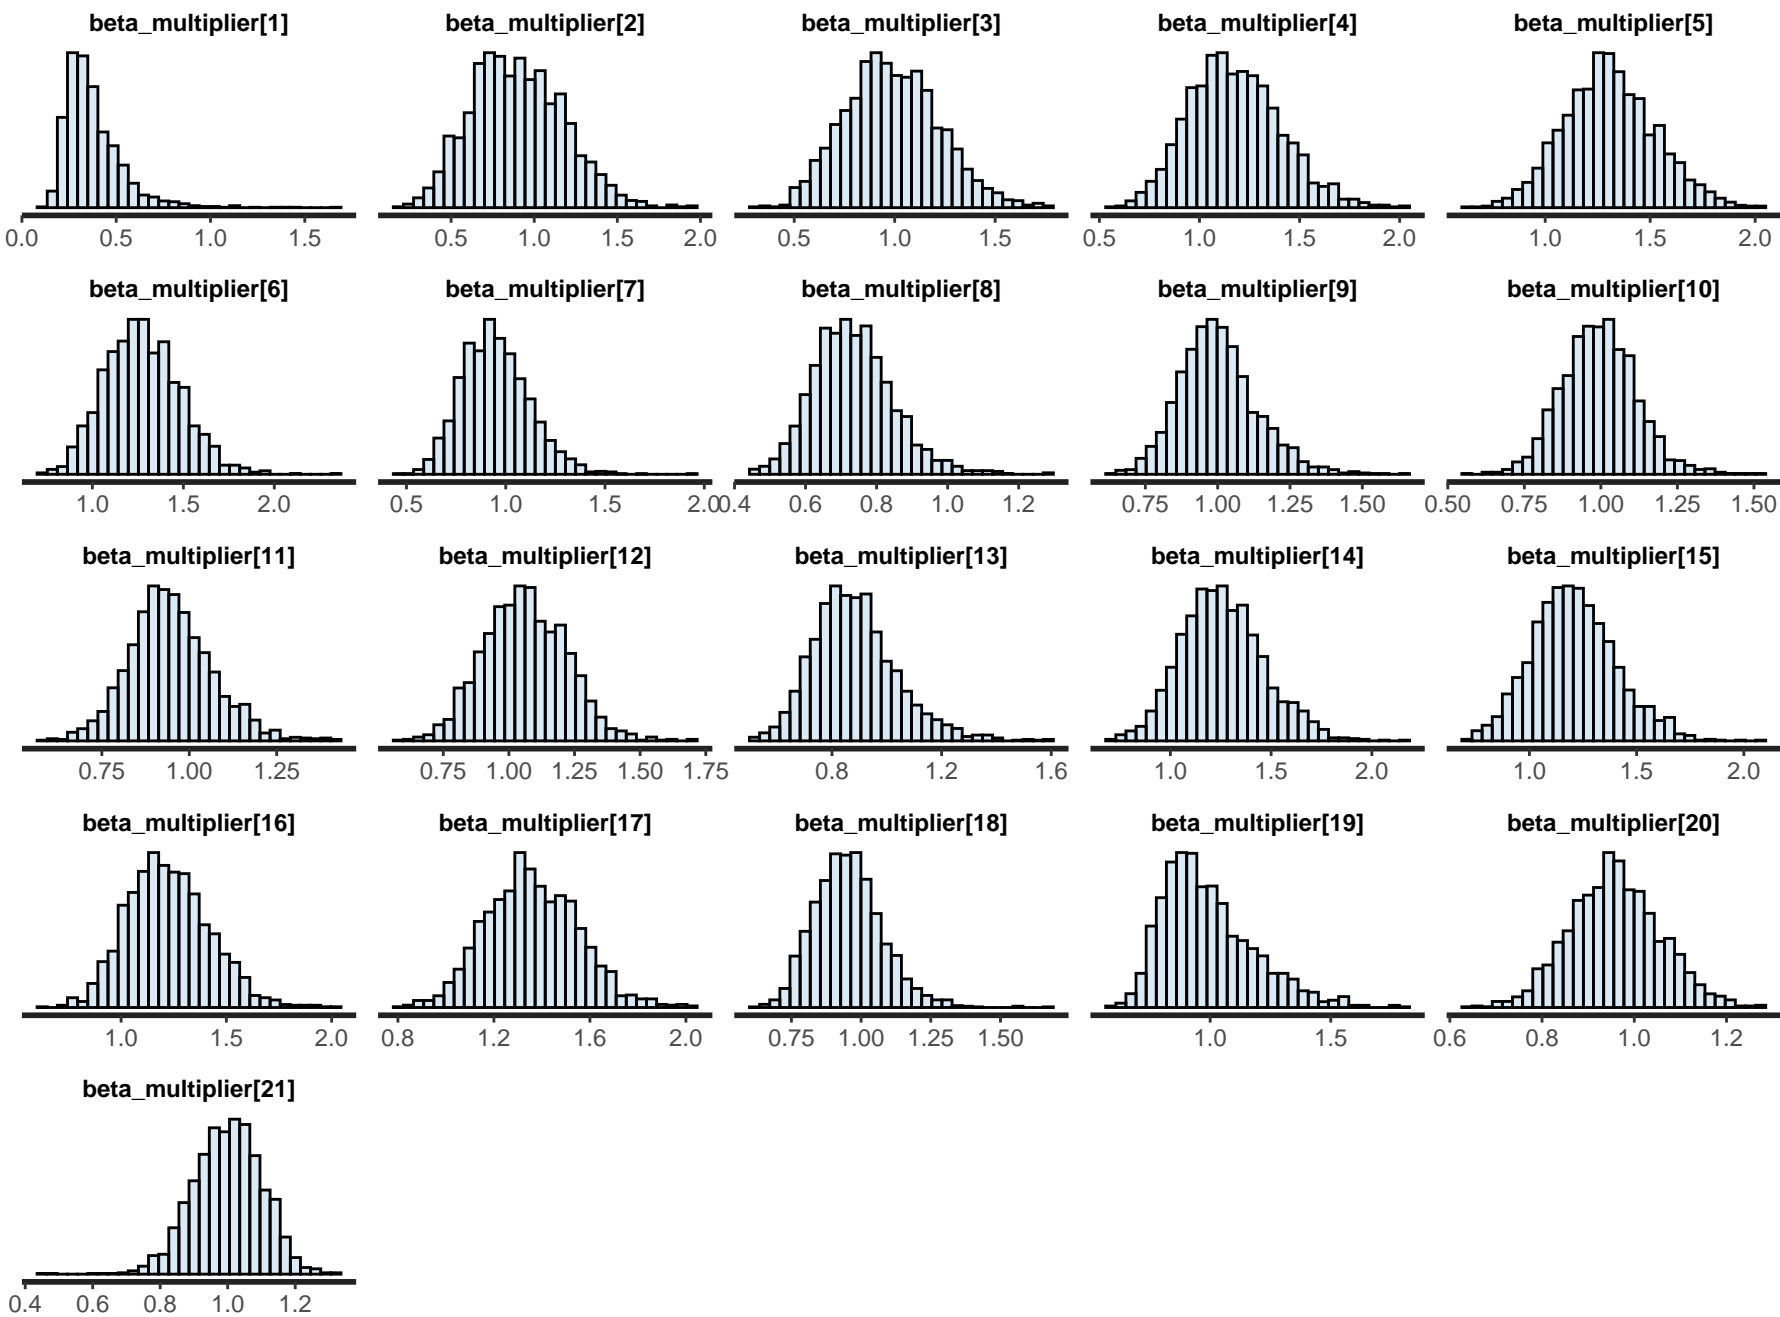 beta_multiplier[1] beta_multiplier[2] beta_multiplier[3] beta_multiplier[4] beta_multiplier[5]
0.0 0.5 1.0 1.5 0.5 1.0 1.5 2.0 0.5 1.0 1.5 0.5 1.0 1.5 2.0 1.0 1.5 2.0
beta_multiplier[6] beta_multiplier[7] beta_multiplier[8] beta_multiplier[9] beta_multiplier[10]
1.0 1.5 2.0 0.5 1.0 1.5 2.0 0.4 0.6 0.8 1.0 1.2 0.75 1.00 1.25 1.50 0.50 0.75 1.00 1.25 1.50
beta_multiplier[11] beta_multiplier[12] beta_multiplier[13] beta_multiplier[14] beta_multiplier[15]
0.75 1.00 1.25 0.75 1.00 1.25 1.50 1.75 0.8 1.2 1.6 1.0 1.5 2.0 1.0 1.5 2.0
beta_multiplier[16] beta_multiplier[17] beta_multiplier[18] beta_multiplier[19] beta_multiplier[20]
1.0 1.5 2.0 0.8 1.2 1.6 2.0 0.75 1.00 1.25 1.50 1.0 1.5 0.6 0.8 1.0 1.2
beta_multiplier[21]
0.4 0.6 0.8 1.0 1.2